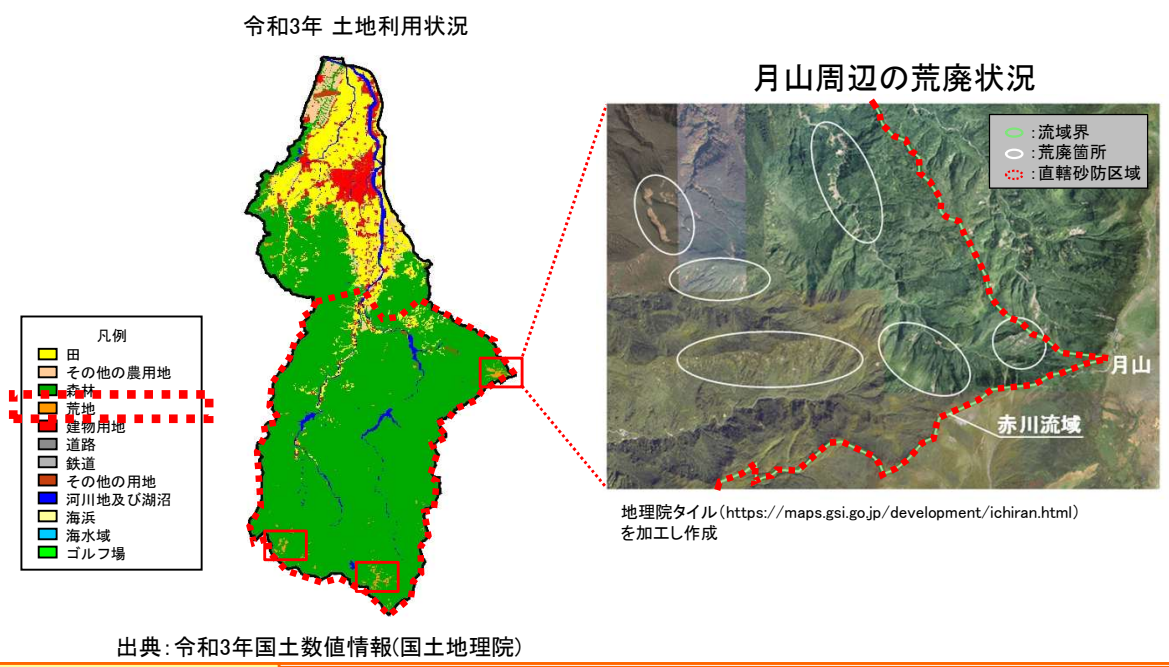 令和3年 土地利用状況
月山周辺の荒廃状況
:流域界
:荒廃箇所
:直轄砂防区域
月山
赤川流域
凡例
田
その他の農用地
森林
荒地
建物用地
道路
鉄道
その他の用地
河川地及び湖沼
海浜
海水域
ゴルフ場
地理院タイル(https://maps.gsi.go.jp/development/ichiran.html)
を加工し作成
出典:令和3年国土数値情報(国土地理院)